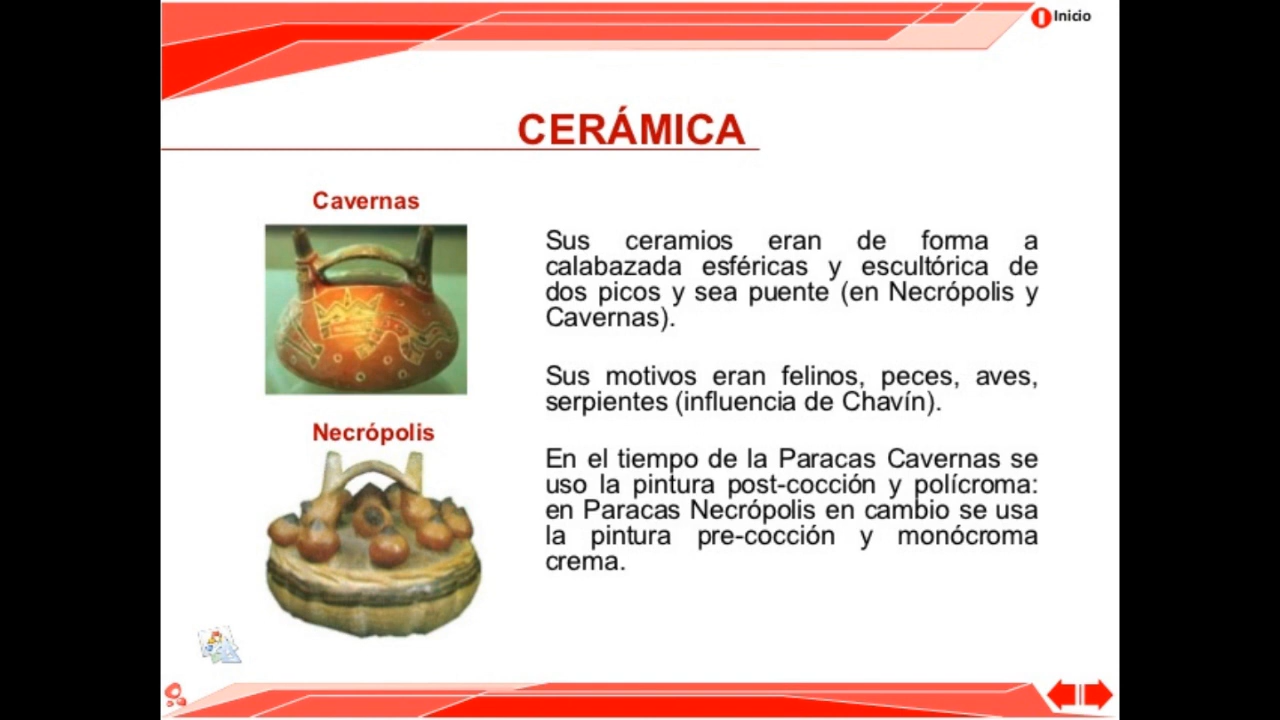 Inicio
CERÁMICA
Cavernas
Sus ceramios eran de forma a
calabazada esféricas y escultórica de
dos picos y sea puente (en Necrópolis y
Cavernas).
Sus motivos eran felinos, peces, aves,
serpientes (influencia de Chavín).
Necrópolis
En el tiempo de la Paracas Cavernas se
uso la pintura post-cocción y polícroma:
en Paracas Necrópolis en cambio se usa
la pintura pre-cocción y monócroma
crema.